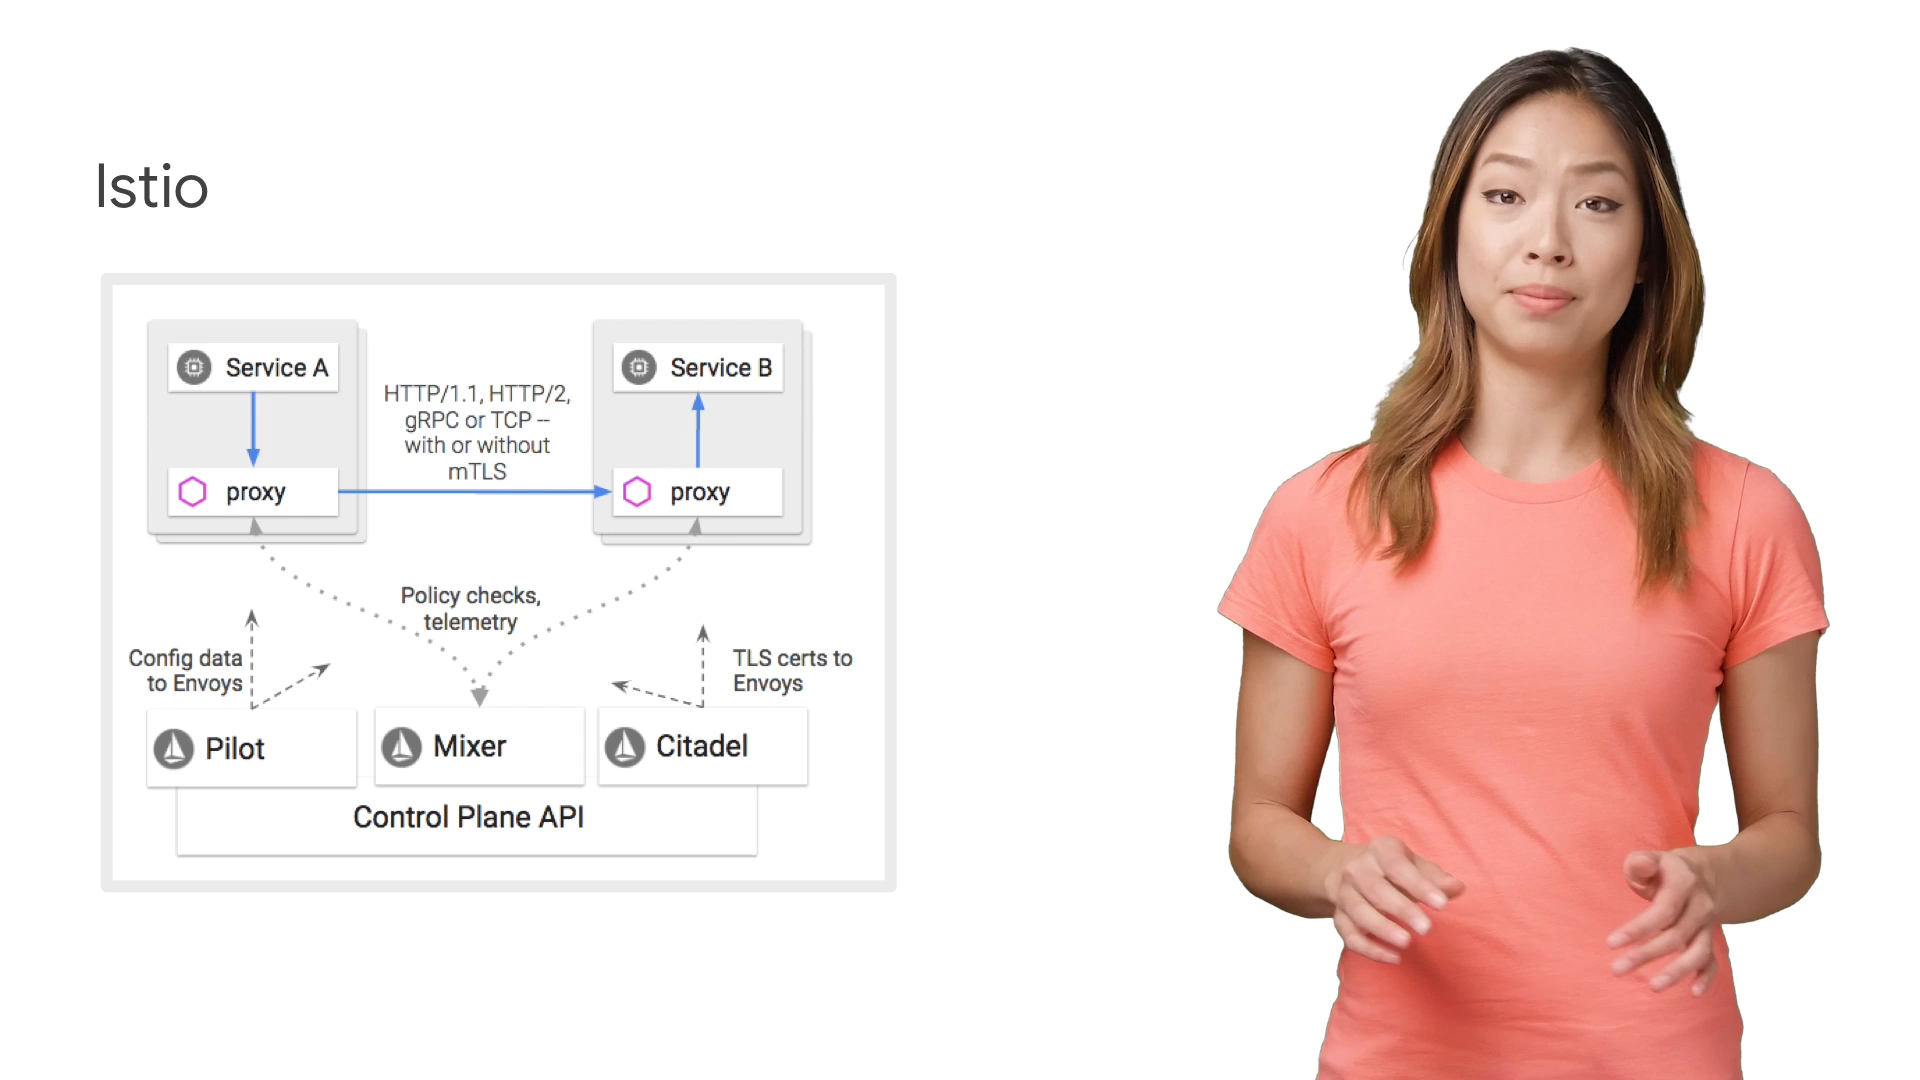 Istio
Service A
Service B
HTTP/1.1, HTTP/2,
gRPC or TCP --
with or without
mTLS
proxy
proxy
Policy checks,
telemetry
Config data
to Envoys
TLS certs to
Envoys
Pilot
Mixer
Citadel
Control Plane API